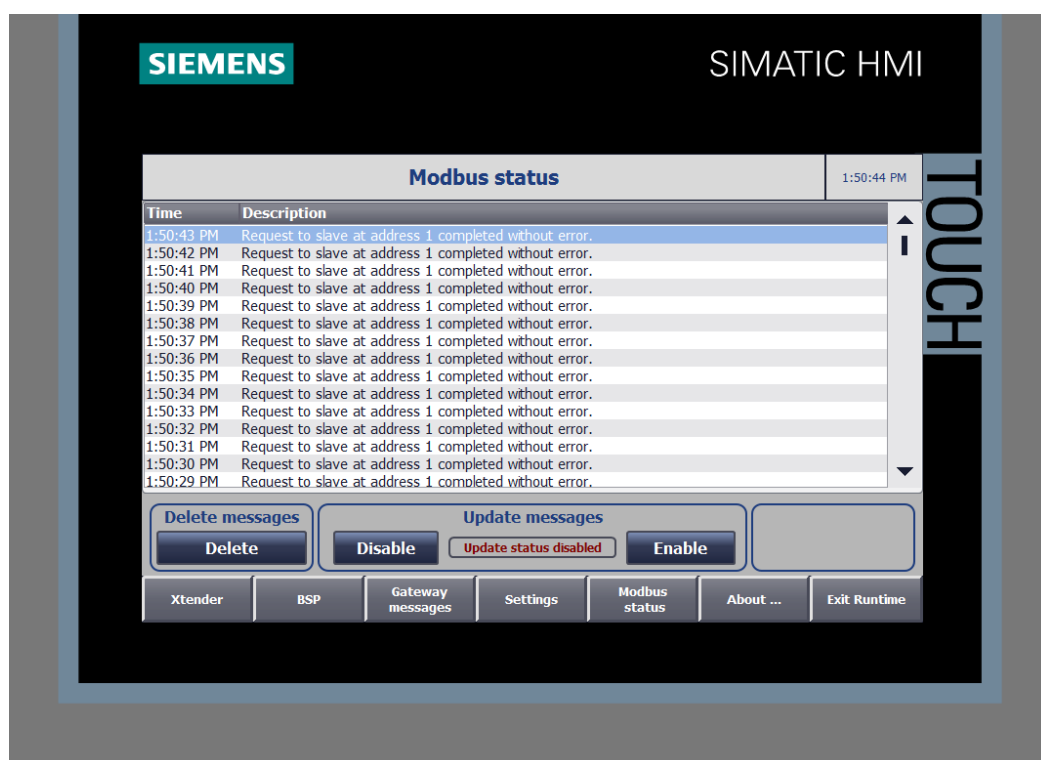 SIEMENS
SIMATIC HMI
TOUCH
Modbus status
1:50:44 PM
Time Description
1:50:43 PM Request to slave at address 1 completed without error.
1:50:42 PM Request to slave at address 1 completed without error.
1:50:41 PM Request to slave at address 1 completed without error.
1:50:40 PM Request to slave at address 1 completed without error.
1:50:39 PM Request to slave at address 1 completed without error.
1:50:38 PM Request to slave at address 1 completed without error.
1:50:37 PM Request to slave at address 1 completed without error.
1:50:36 PM Request to slave at address 1 completed without error.
1:50:35 PM Request to slave at address 1 completed without error.
1:50:34 PM Request to slave at address 1 completed without error.
1:50:33 PM Request to slave at address 1 completed without error.
1:50:32 PM Request to slave at address 1 completed without error.
1:50:31 PM Request to slave at address 1 completed without error.
1:50:30 PM Request to slave at address 1 completed without error.
1:50:29 PM Request to slave at address 1 completed without error.
Delete messages
Delete
Update messages
Disable
Update status disabled
Enable
Xtender
BSP
Gateway
messages
Settings
Modbus
status
About ...
Exit Runtime